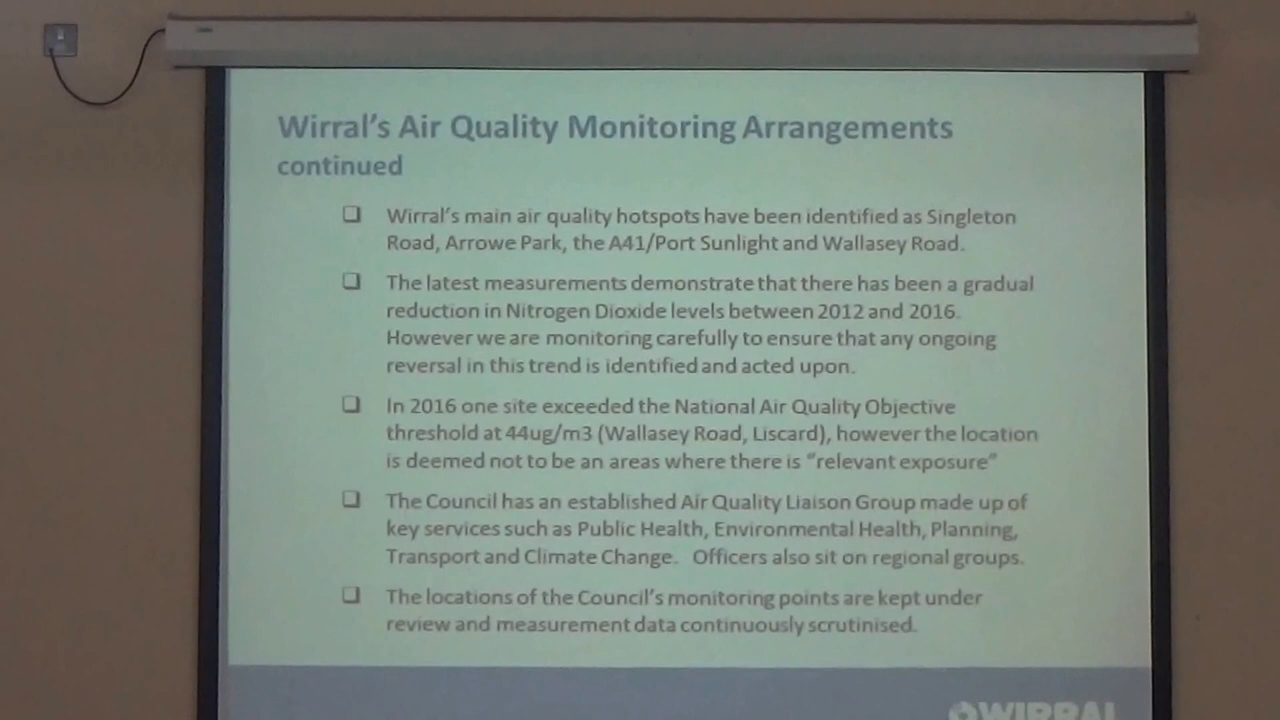 Wirral's Air Quality Monitoring Arrangements
continued
Wirral's main air quality hotspots have been identified as Singleton
Road, Arrowe Park, the A41/Port Sunlight and Wallasey Road.
The latest measurements demonstrate that there has been a gradual
reduction in Nitrogen Dioxide levels between 2012 and 2016.
However we are monitoring carefully to ensure that any ongoing
reversal in this trend is identified and acted upon.
In 2016 one site exceeded the National Air Quality Objective
threshold at 44ug/m3 (Wallasey Road, Liscard), however the location
is deemed not to be an areas where there is "relevant exposure"
The Council has an established Air Quality Liaison Group made up of
key services such as Public Health, Environmental Health, Planning,
Transport and Climate Change. Officers also sit on regional groups.
The locations of the Council's monitoring points are kept under
review and measurement data continuously scrutinised.
WIRRAL